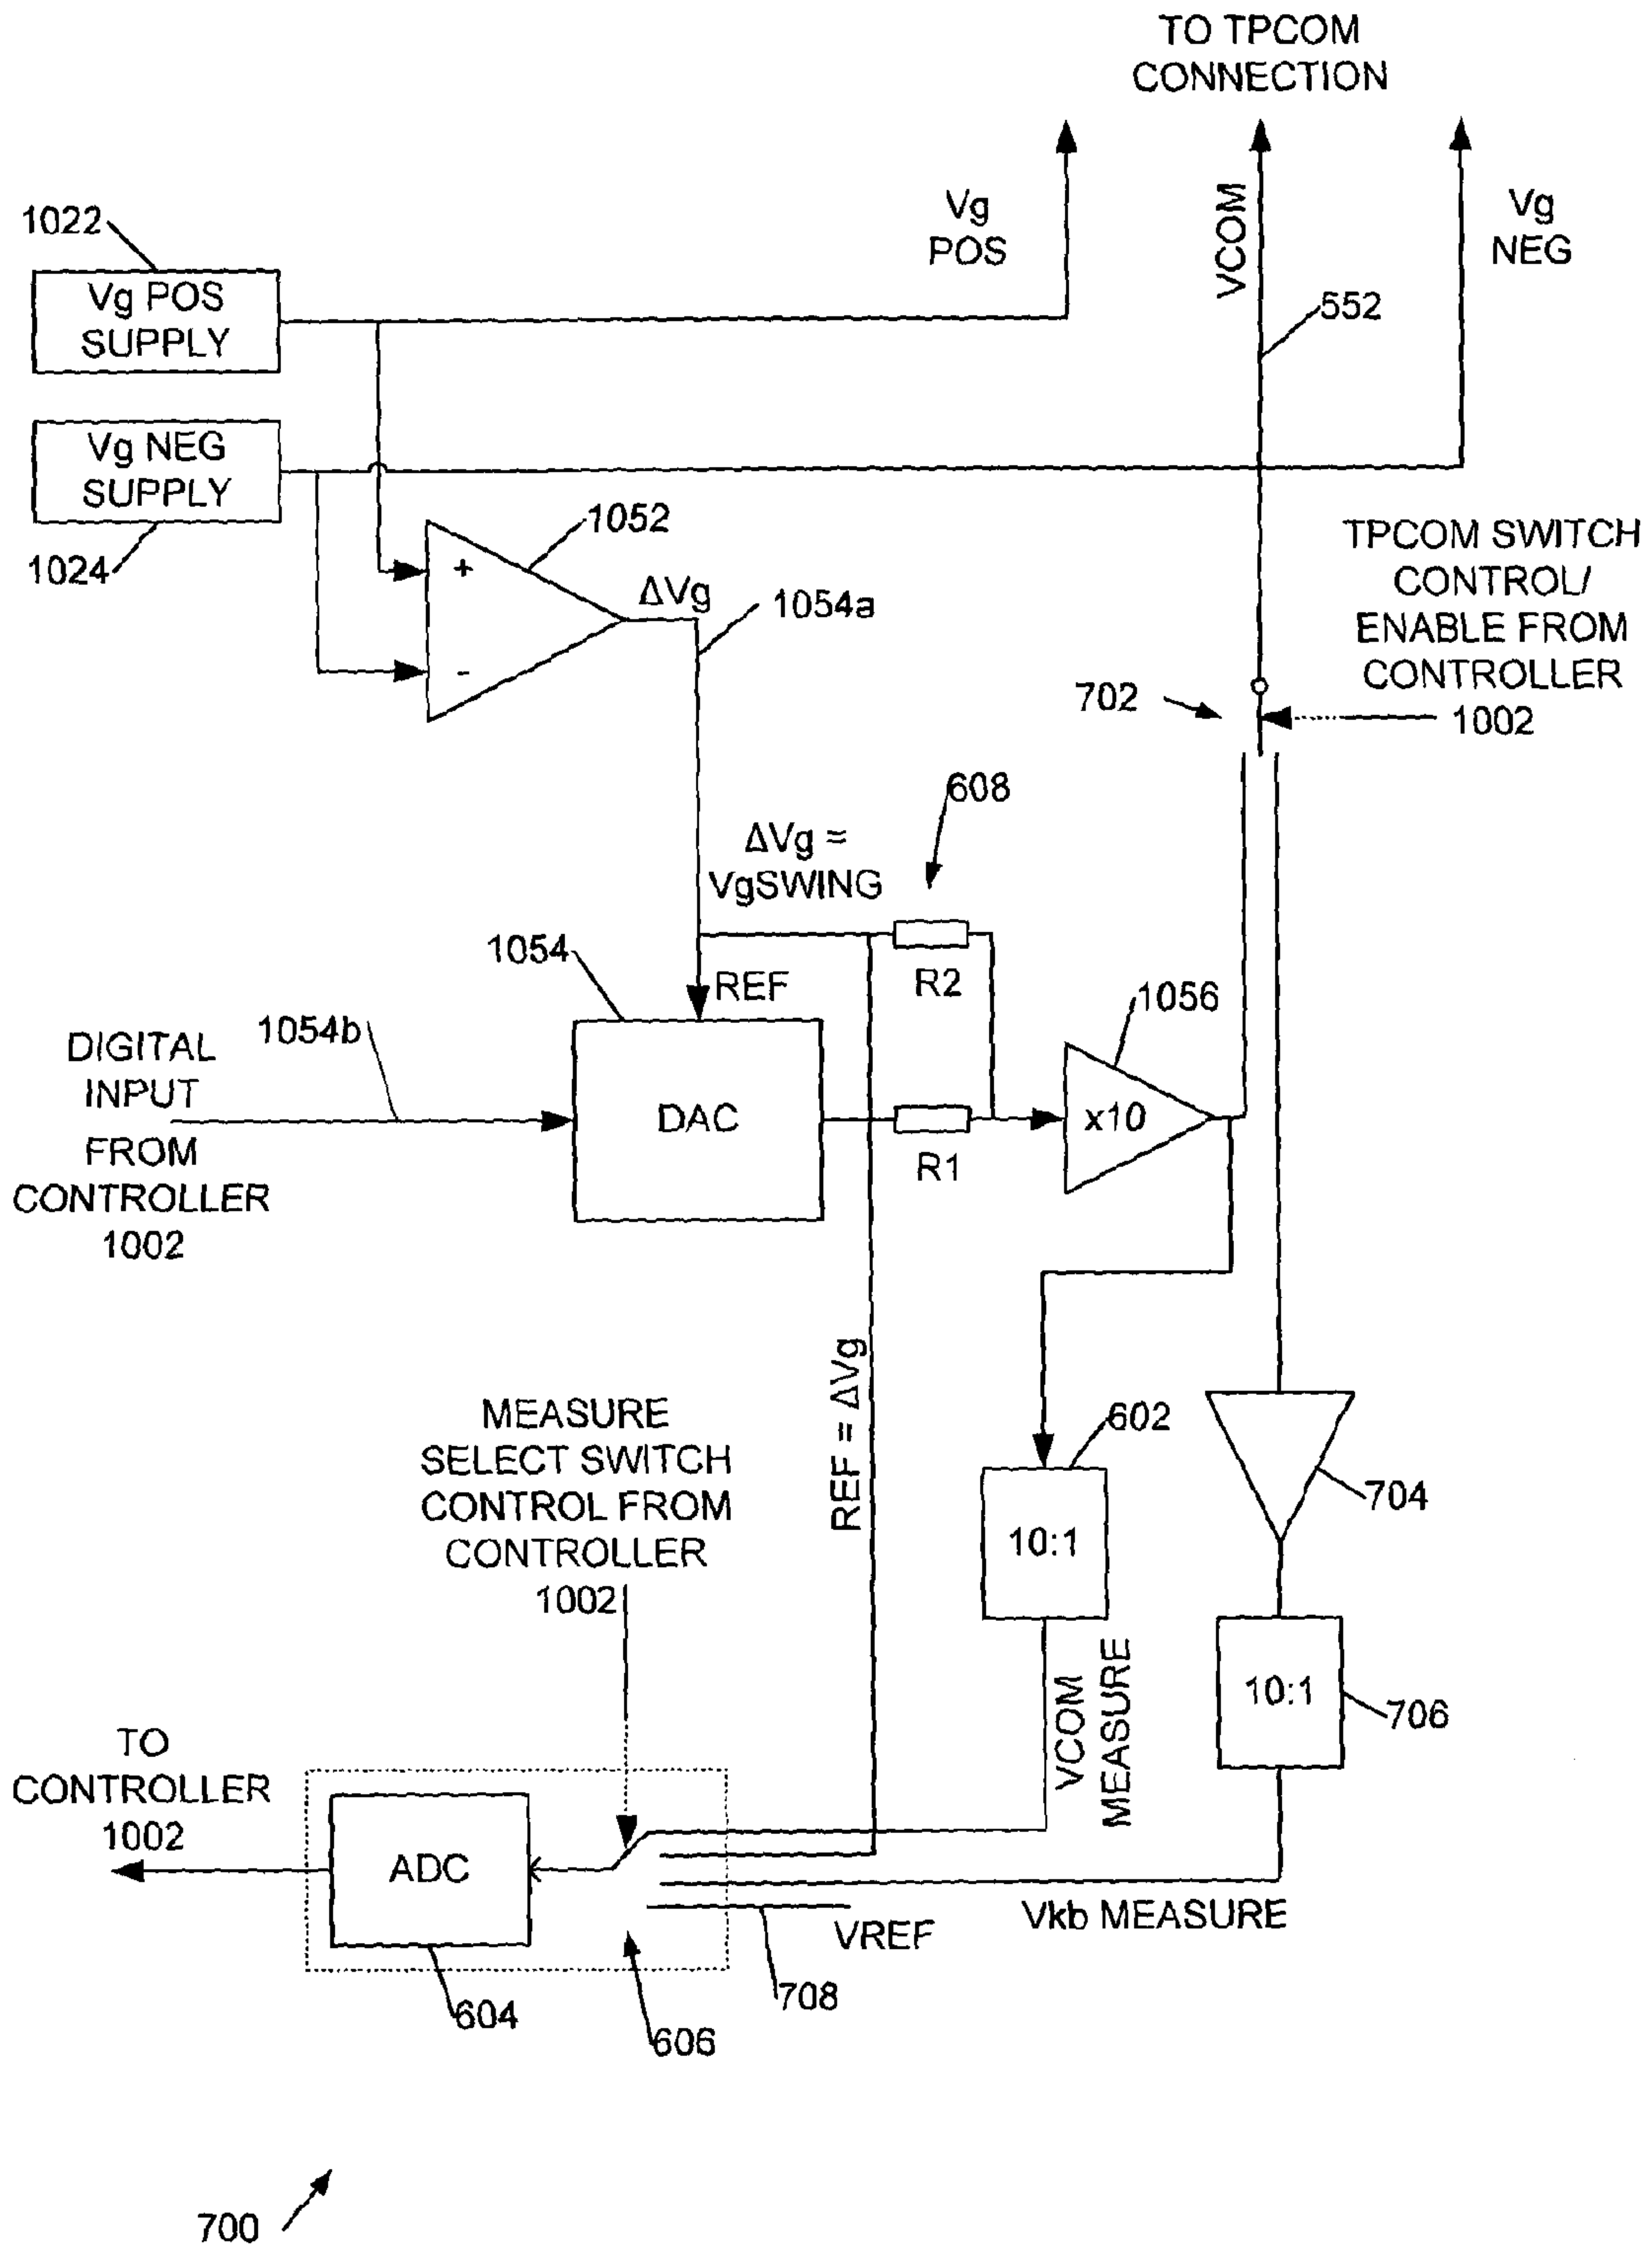 TO TPCOM
CONNECTION
1022
Vg POS
SUPPLY
Vg
POS
VCOM
Vg
NEG
552
Vg NEG
SUPPLY
1024
1052
+
-
ΔVg
1054a
TPCOM SWITCH
CONTROL/
ENABLE FROM
CONTROLLER
1002
702
608
ΔVg =
VgSWING
1054
REF
R2
1056
1054b
DIGITAL
INPUT
FROM
CONTROLLER
1002
DAC
R1
x10
REF = ΔVg
MEASURE
SELECT SWITCH
CONTROL FROM
CONTROLLER
1002
602
10:1
704
10:1
706
VCOM
MEASURE
TO
CONTROLLER
1002
ADC
Vkb MEASURE
VREF
708
604
606
700